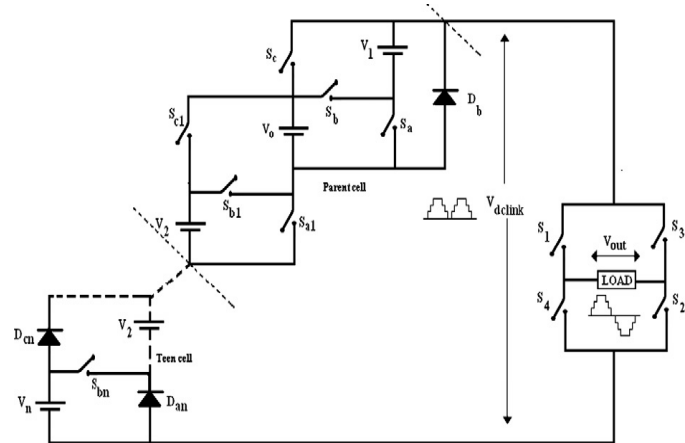 V1
Sc
Sb
Sa
Db
Sc1
Vo
Parent cell
Sb1
Sa1
V2
Vdclink
S1
S3
Vout
LOAD
S4
S2
V2
Dcn
Teen cell
Sbn
Vn
Dan